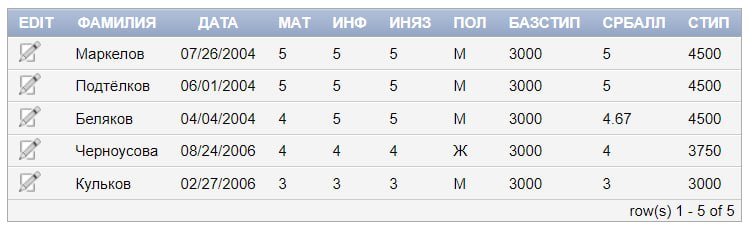 EDIT ФАМИЛИЯ ДАТА МАТ ИНФ ИНЯЗ ПОЛ БАЗСТИП СРБАЛЛ СТИП
Маркелова 07/26/2004 5 5 5 М 3000 5 4500
Подтёлков 06/01/2004 5 5 5 М 3000 5 4500
Беляков 04/04/2004 4 5 5 М 3000 4.67 4500
Черноусова 08/24/2006 4 4 4 Ж 3000 4 3750
Кульков 02/27/2006 3 3 3 М 3000 3 3000
row(s) 1 - 5 of 5